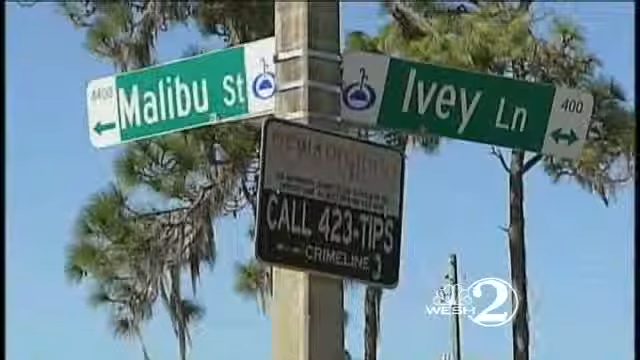 4400
Malibu St
Ivey Ln
400
CALL 423-TIPS
CRIMELINE
WESH 2